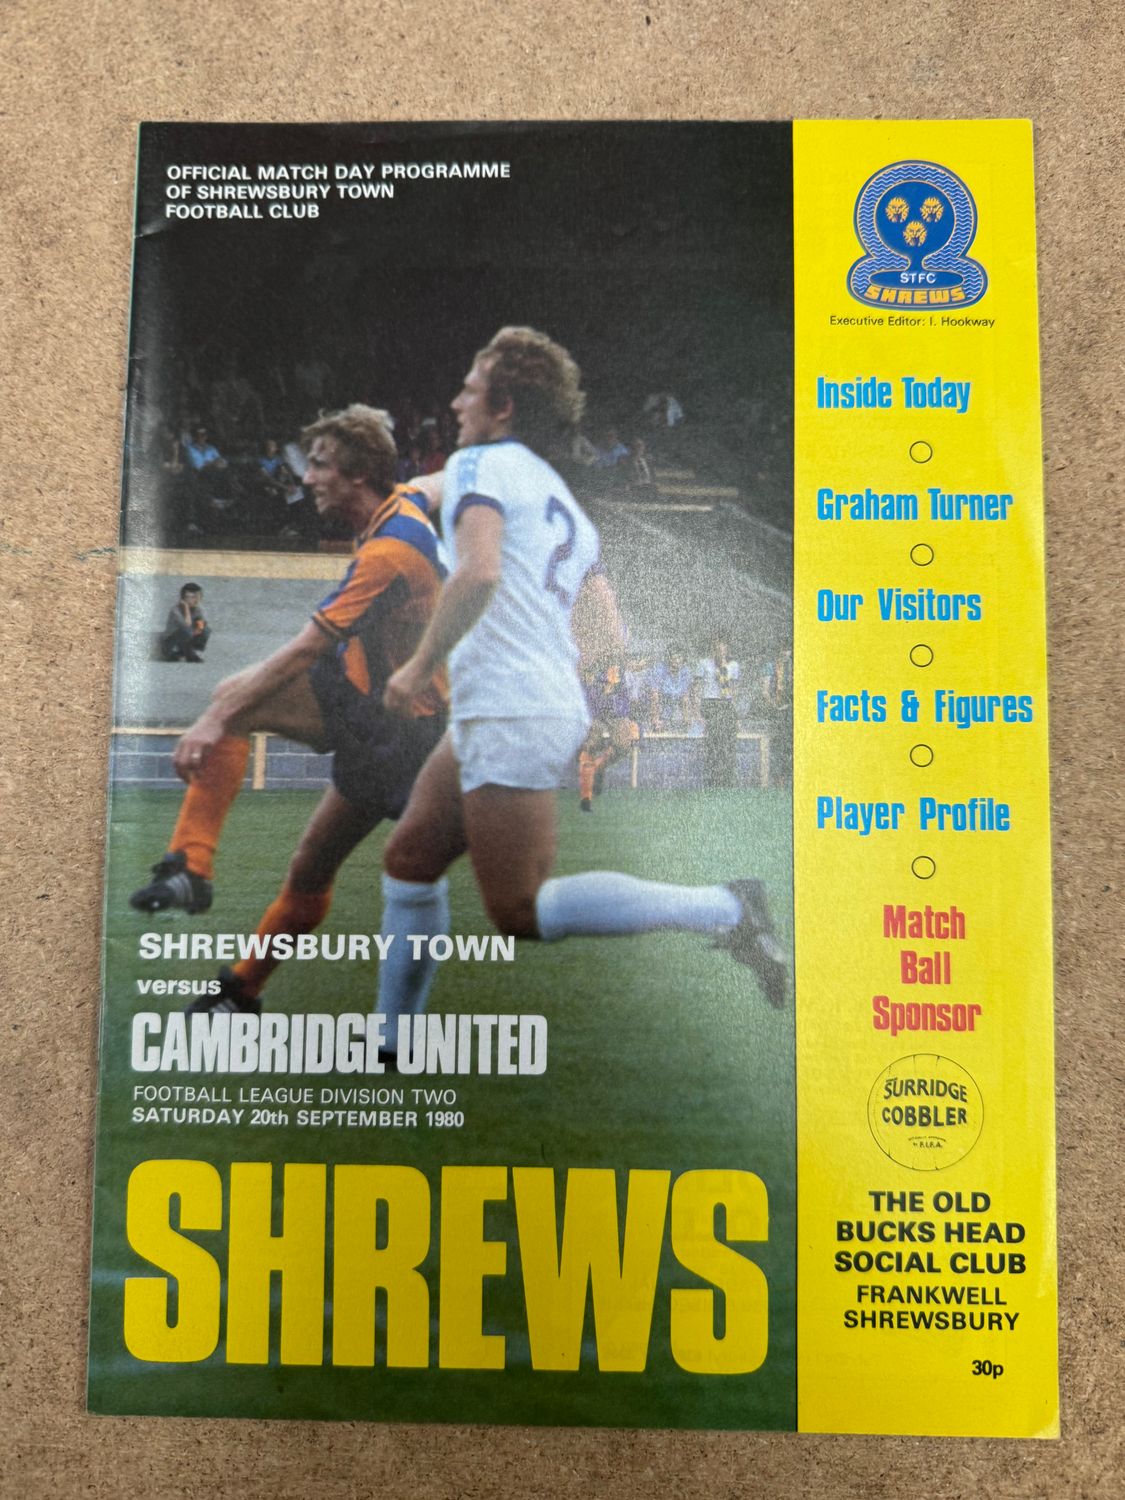 OFFICIAL MATCH DAY PROGRAMME
OF SHREWSBURY TOWN
FOOTBALL CLUB
2
SHREWSBURY TOWN
versus
CAMBRIDGE UNITED
FOOTBALL LEAGUE DIVISION TWO
SATURDAY 20th SEPTEMBER 1980
SHREWS
STFC
SHREWS
Executive Editor: I. Hookway
Inside Today
Graham Turner
Our Visitors
Facts & Figures
Player Profile
Match
Ball
Sponsor
SURRIDGE
COBBLER
by F.I.F.A.
THE OLD
BUCKS HEAD
SOCIAL CLUB
FRANKWELL
SHREWSBURY
30p